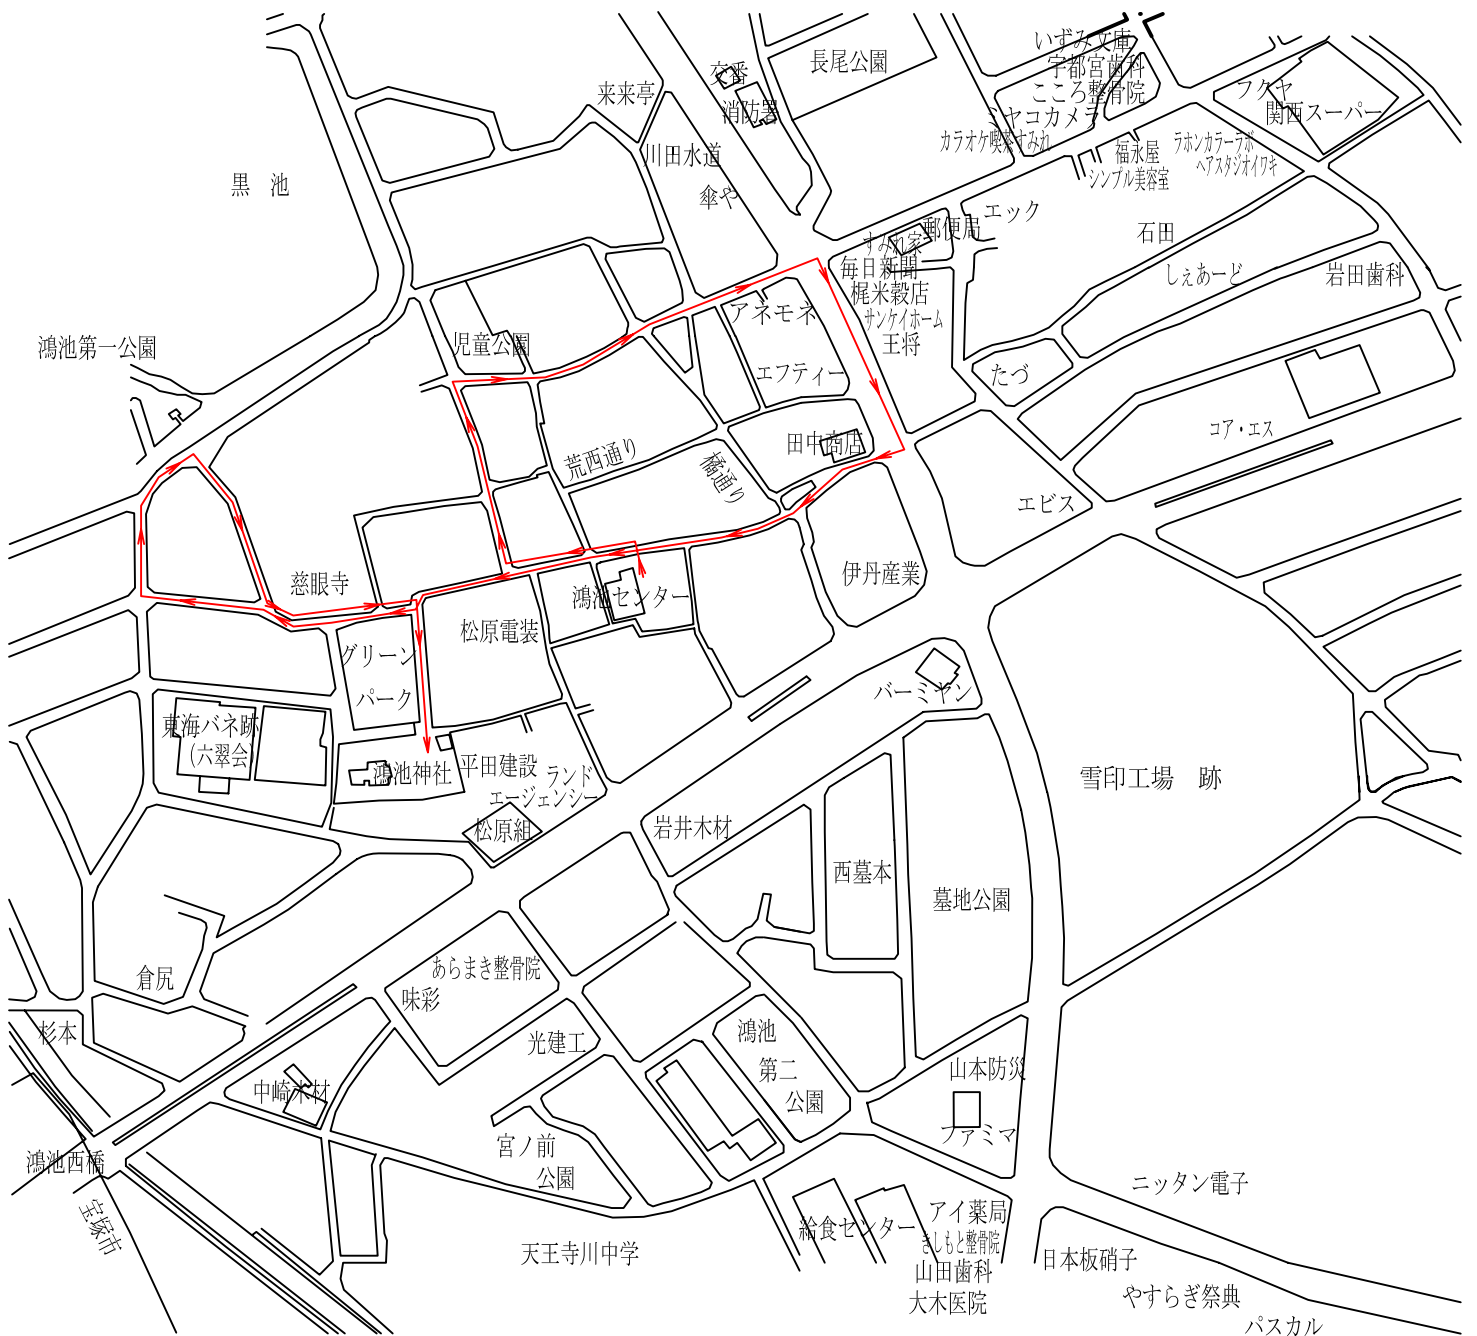 いずみ文庫
宇都宮歯科
こころ整骨院
ミヤコカメラ
カラオケ喫茶すみれ
長尾公園
交番
消防署
来来亭
川田水道
傘や
黒　池
フクヤ
関西スーパー
福永屋
シンプル美容室
ラホンカラーラボ
ヘアスタジオイワキ
エック
郵便局
すみれ家
毎日新聞
梶米穀店
サンケイホーム
王将
石田
しぇあーど
岩田歯科
鴻池第一公園
児童公園
アネモネ
エフティー
たづ
コア・エス
荒西通り
橘通り
田中商店
エビス
慈眼寺
鴻池センター
伊丹産業
松原電装
グリーン
パーク
バーミヤン
東海バネ跡
(六翠会)
鴻池神社
平田建設
ランド
エージェンシー
松原組
岩井木材
雪印工場　跡
西墓本
墓地公園
倉尻
あらまき整骨院
味彩
杉本
光建工
鴻池
第二
公園
中崎木材
山本防災
ファミマ
宮ノ前
公園
鴻池西橋
宝塚市
天王寺川中学
給食センター
アイ薬局
きしもと整骨院
山田歯科
大木医院
ニッタン電子
日本板硝子
やすらぎ祭典
パスカル